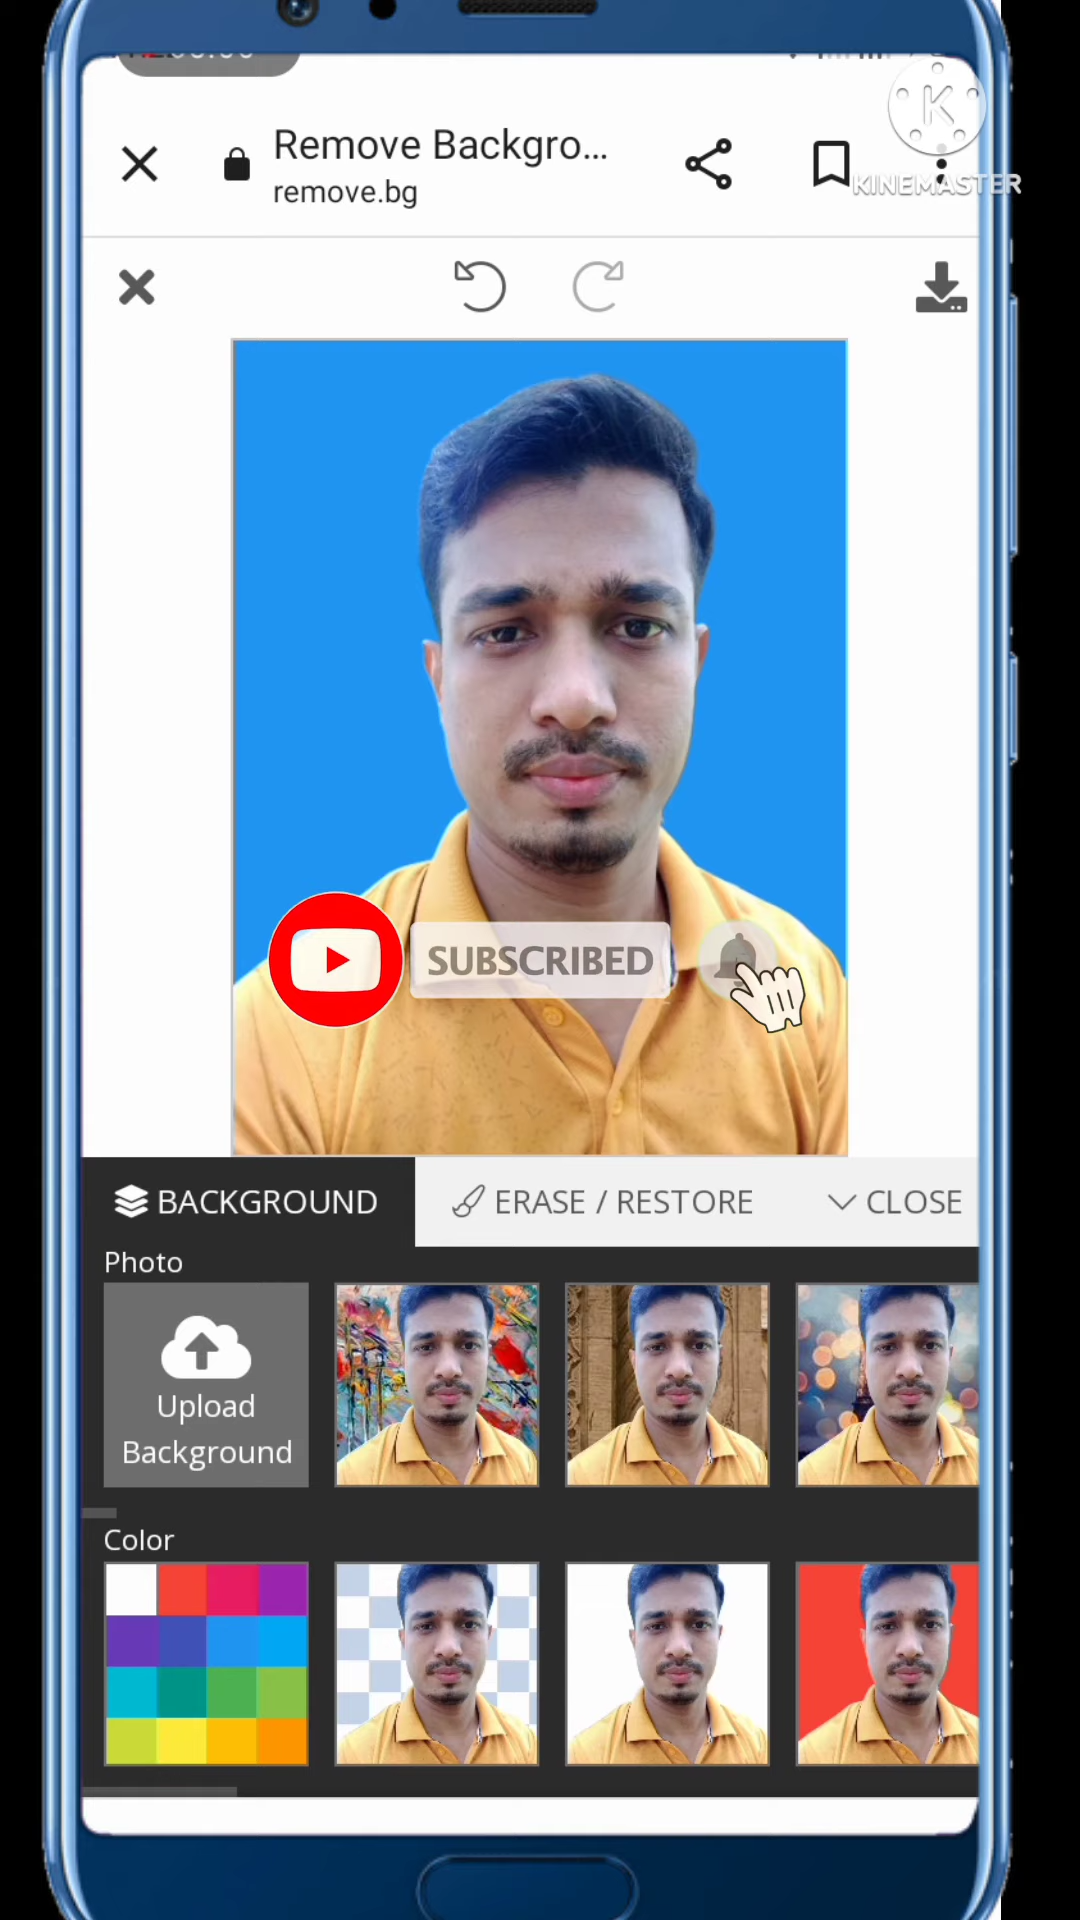 Remove Backgro...
remove.bg
KINEMASTER
SUBSCRIBED
BACKGROUND
ERASE / RESTORE
CLOSE
Photo
Upload
Background
Color